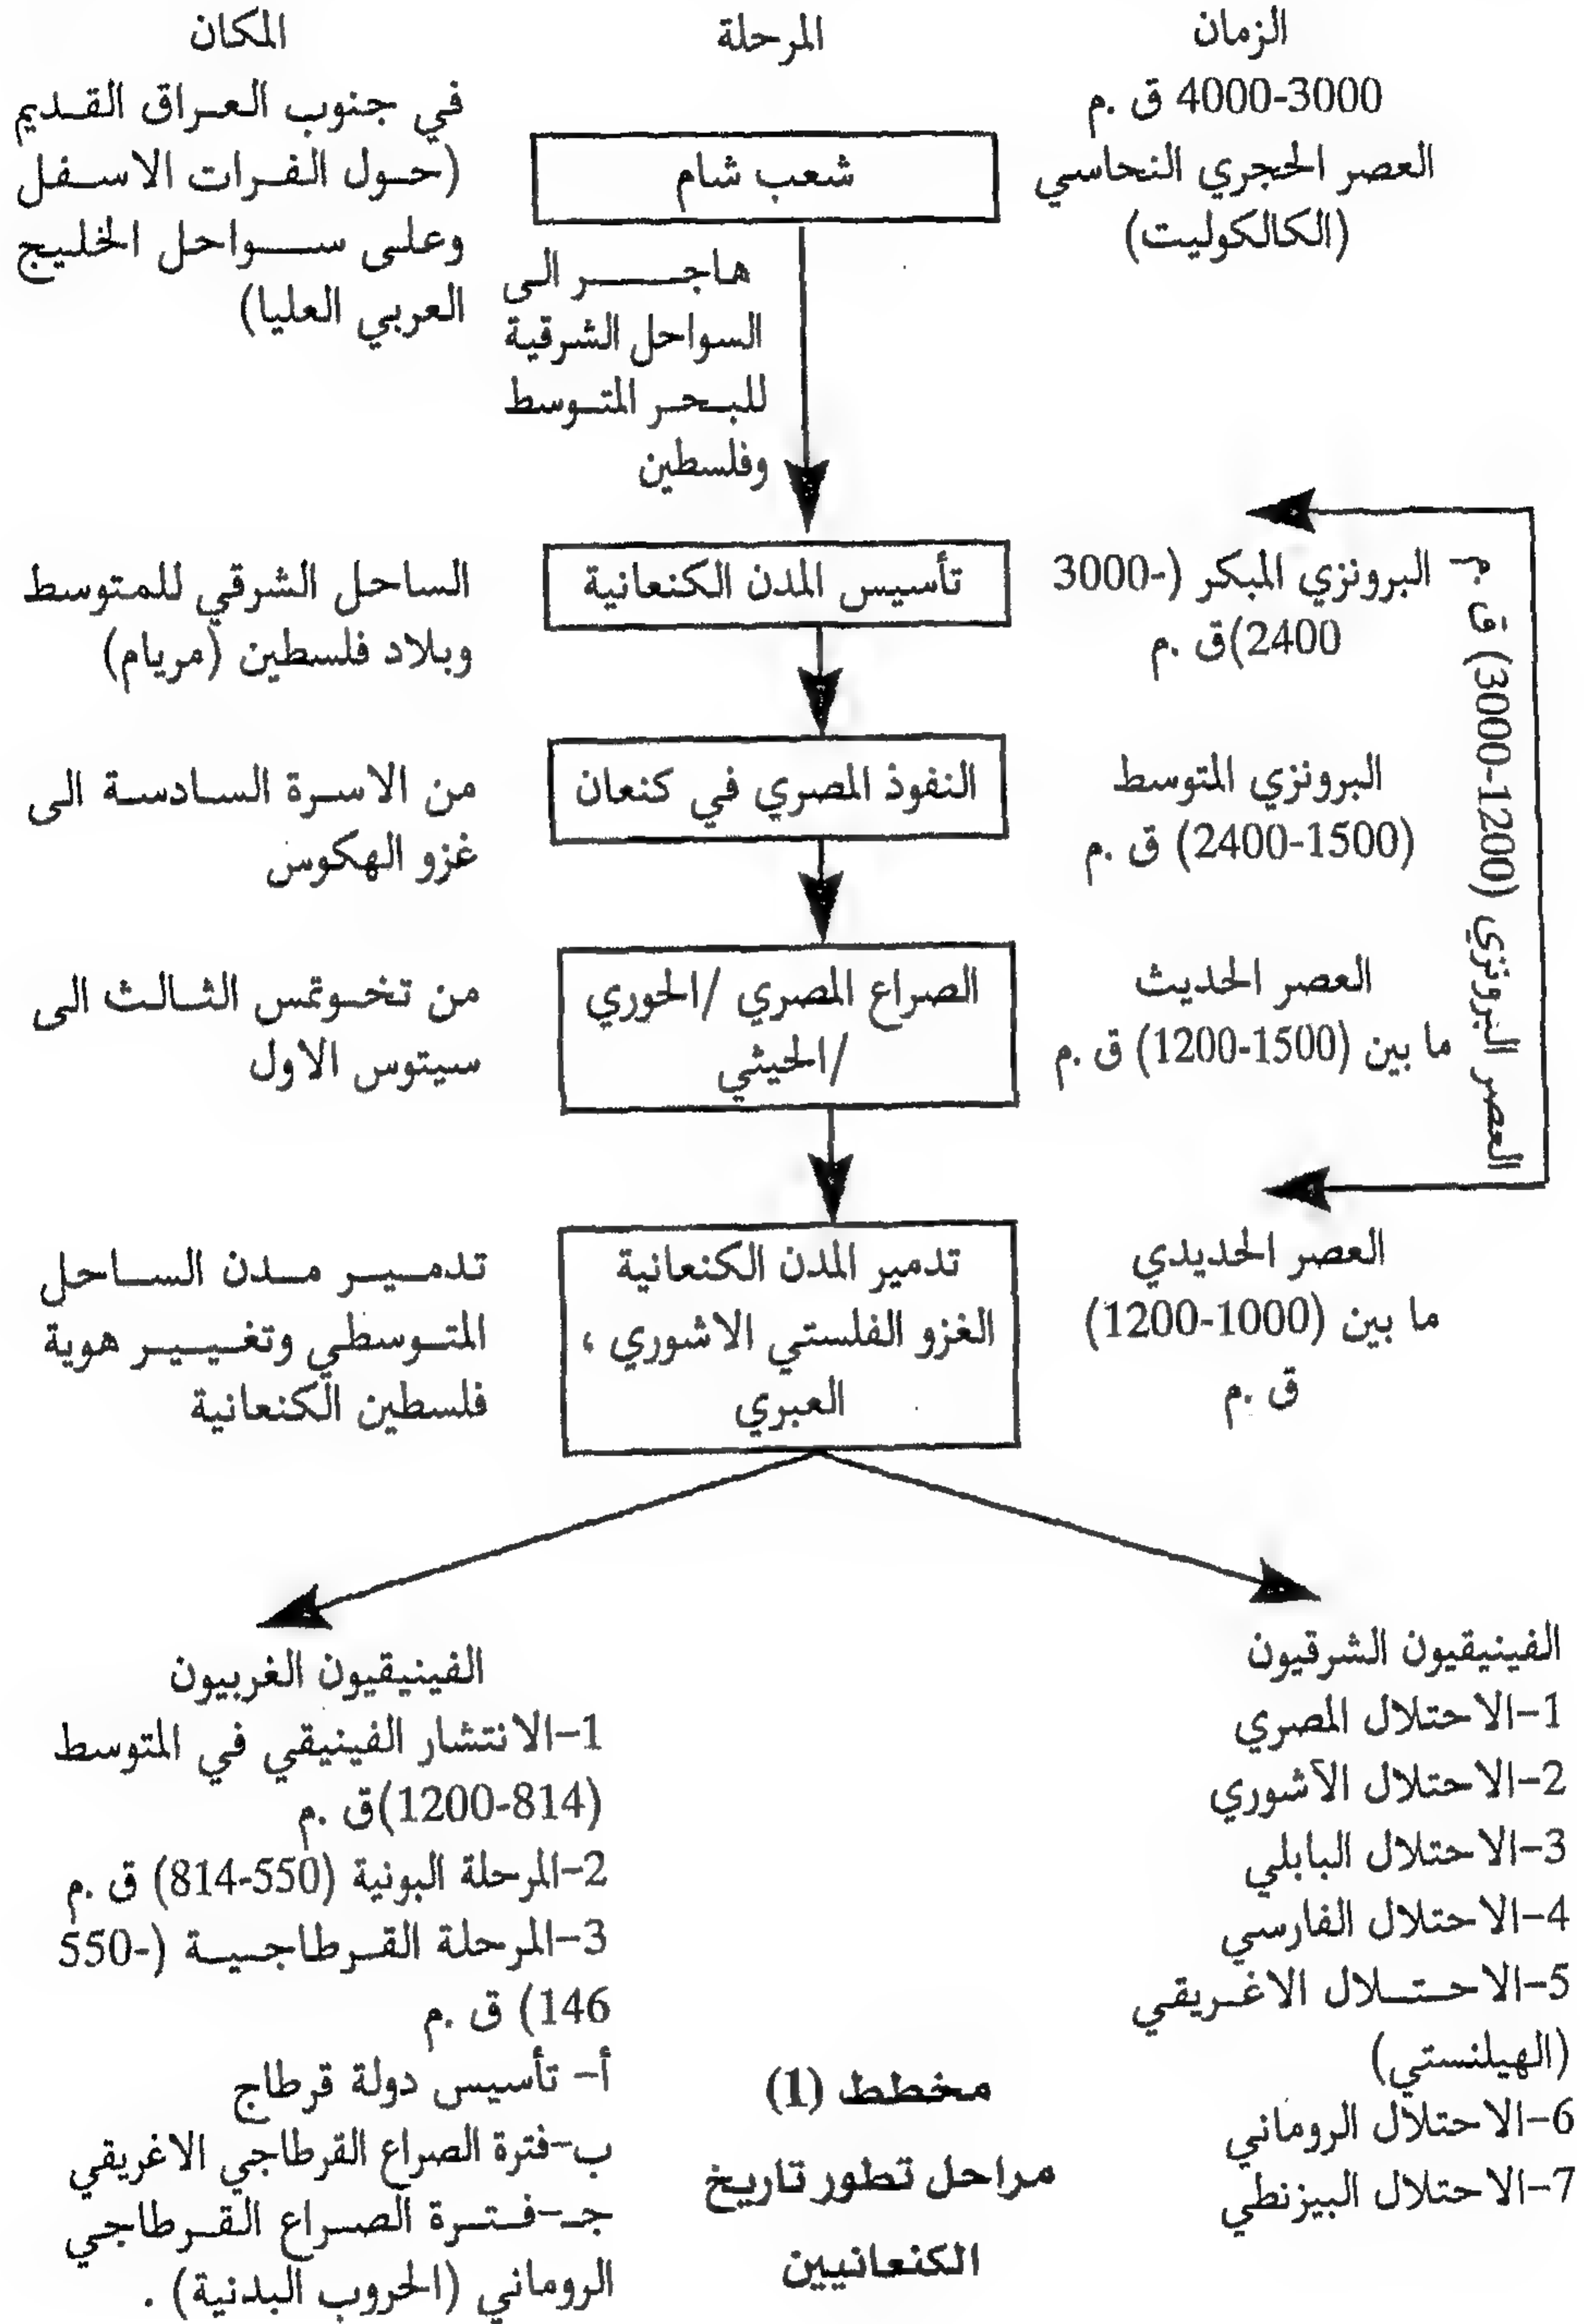 الزمان
4000-3000 ق .م
العصر الحجري النحاسي
(الكالكوليت)
المرحلة
شعب شام
هاجر الى
السواحل الشرقية
للبحر المتوسط
وفلسطين
المكان
في جنوب العراق القديم
(حول الفرات الاسفل
وعلى سواحل الخليج
العربي العليا)
العصر البرونزي (3000-1200) ق .م
البرونزي المبكر (3000-
2400)ق .م
تأسيس المدن الكنعانية
الساحل الشرقي للمتوسط
وبلاد فلسطين (مريام)
البرونزي المتوسط
(2400-1500) ق .م
النفوذ المصري في كنعان
من الاسرة السادسة الى
غزو الهكوس
العصر الحديث
ما بين (1500-1200) ق .م
الصراع المصري /الحوري
/الحيثي
من تخوتمس الثالث الى
سيتوس الاول
العصر الحديدي
ما بين (1200-1000)
ق .م
تدمير المدن الكنعانية
الغزو الفلستي الاشوري ،
العبري
تدمير مدن الساحل
المتوسطي وتغيير هوية
فلسطين الكنعانية
الفينيقيون الشرقيون
1-الاحتلال المصري
2-الاحتلال الآشوري
3-الاحتلال البابلي
4-الاحتلال الفارسي
5-الاحتلال الاغريقي
(الهيلنستي)
6-الاحتلال الروماني
7-الاحتلال البيزنطي
الفينيقيون الغربيون
1-الانتشار الفينيقي في المتوسط
(1200-814)ق .م
2-المرحلة البونية (814-550) ق .م
3-المرحلة القرطاجية (550-
146) ق .م
أ- تأسيس دولة قرطاج
ب-فترة الصراع القرطاجي الاغريقي
جـ-فترة الصراع القرطاجي
الروماني (الحروب البدنية) .
مخطط (1)
مراحل تطور تاريخ
الكنعانيين